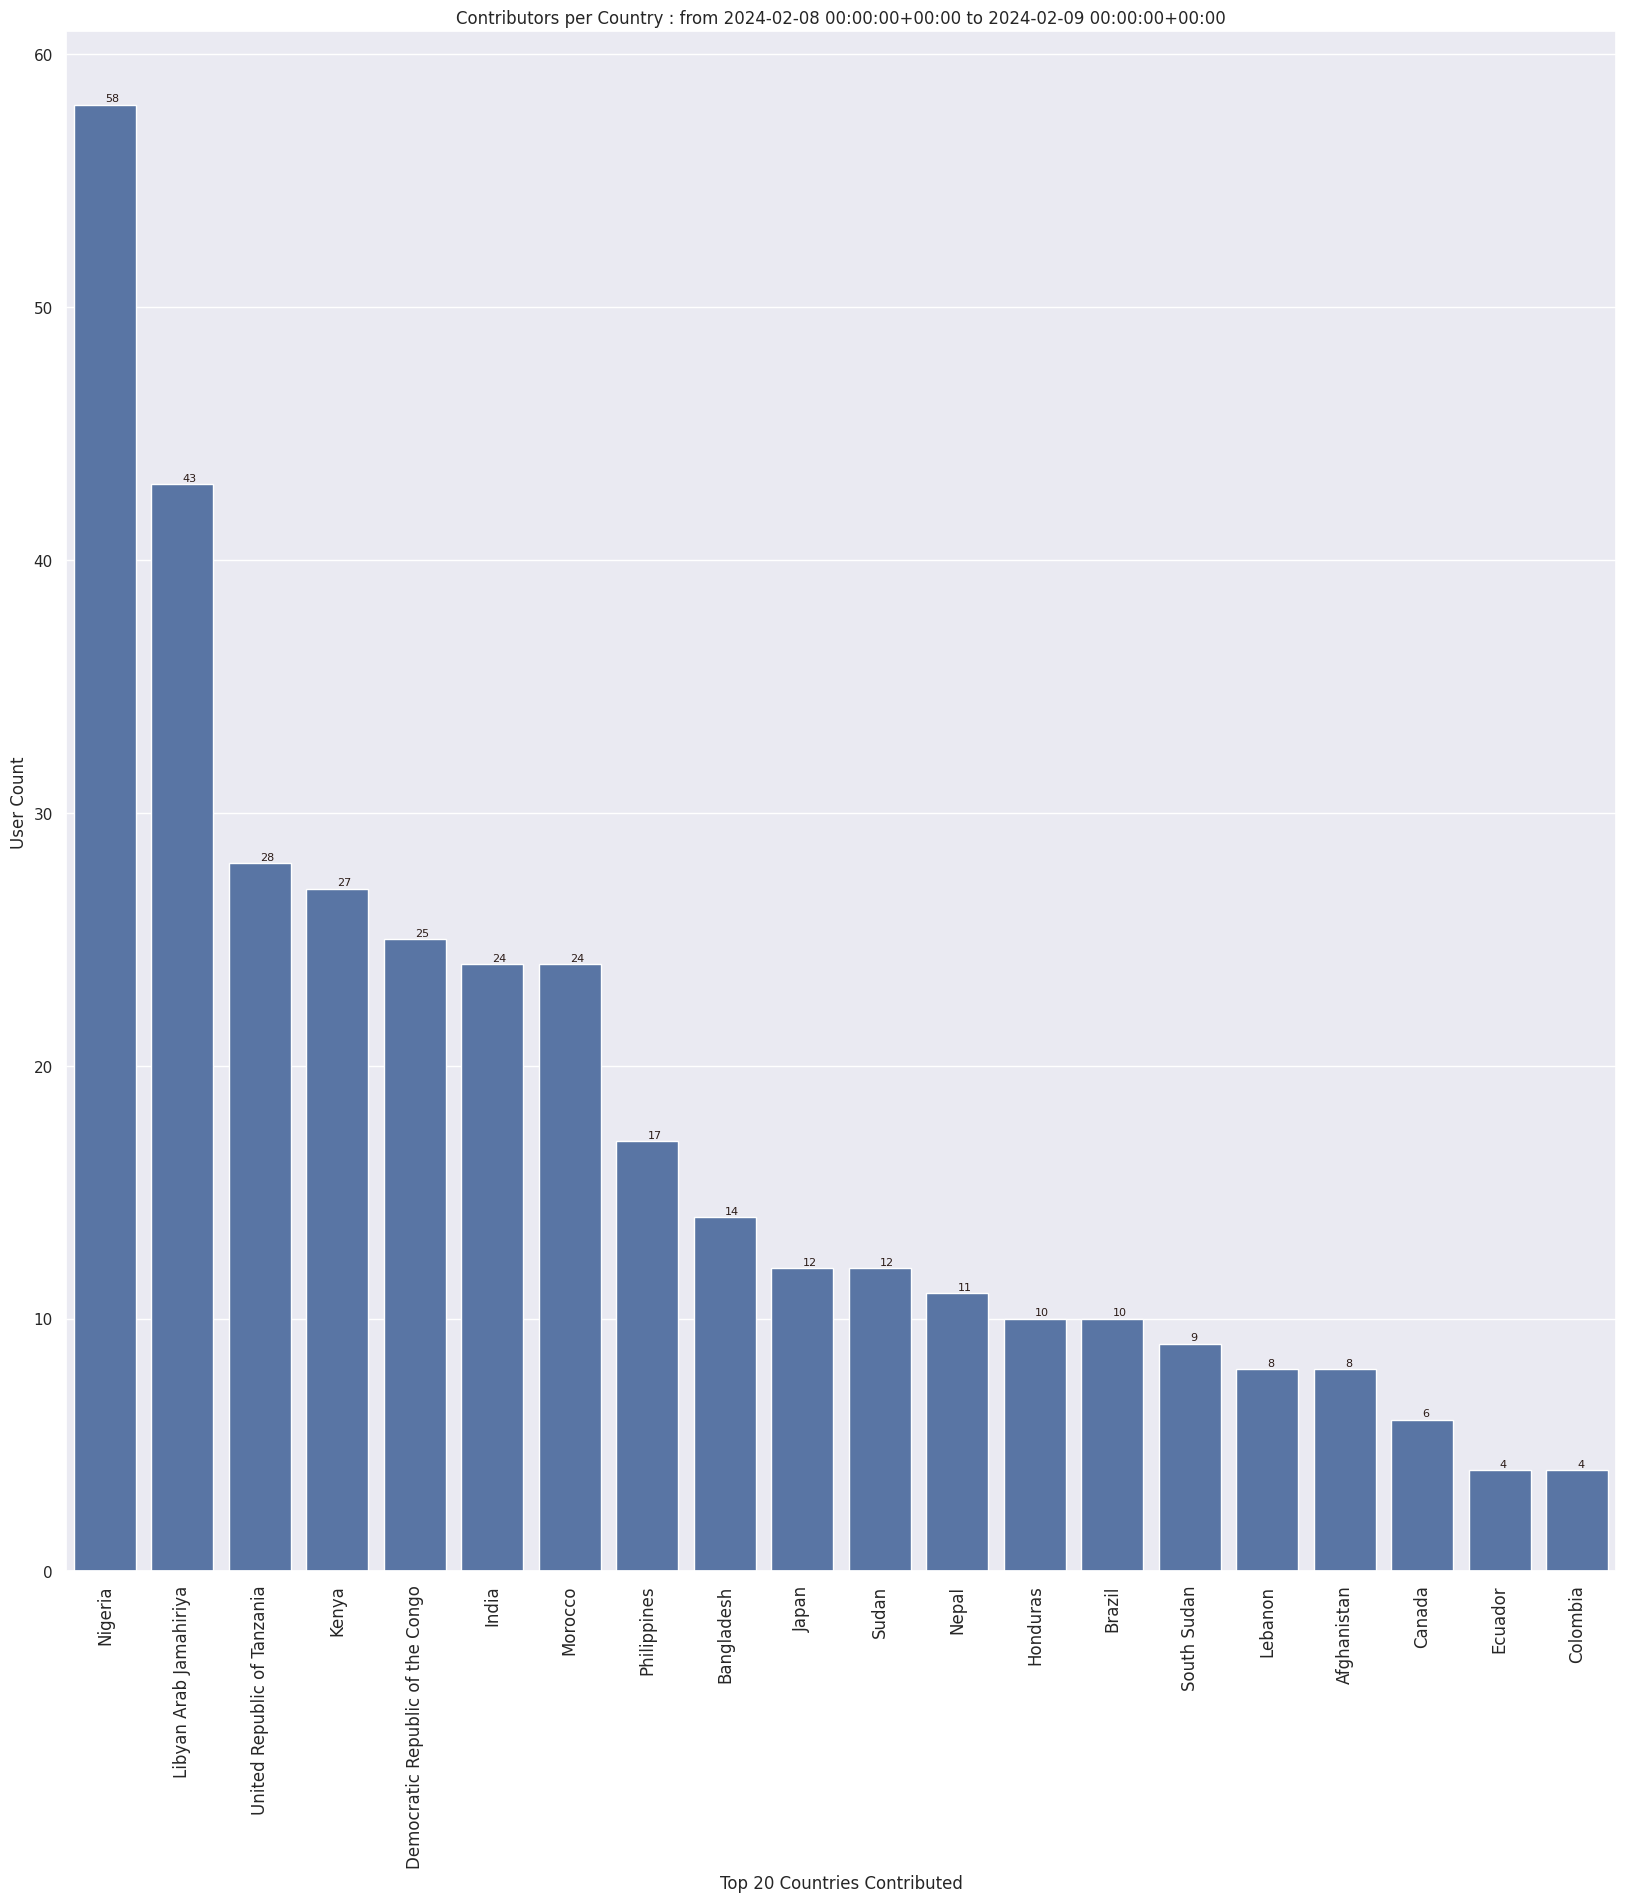 Contributors per Country : from 2024-02-08 00:00:00+00:00 to 2024-02-09 00:00:00+00:00
User Count
60
50
40
30
20
10
0
58
43
28
27
25
24
24
17
14
12
12
11
10
10
9
8
8
6
4
4
Nigeria
Libyan Arab Jamahiriya
United Republic of Tanzania
Kenya
Democratic Republic of the Congo
India
Morocco
Philippines
Bangladesh
Japan
Sudan
Nepal
Honduras
Brazil
South Sudan
Lebanon
Afghanistan
Canada
Ecuador
Colombia
Top 20 Countries Contributed